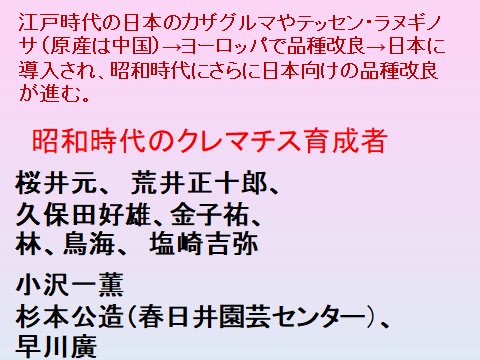 江戸時代の日本のカザグルマやテッセン・ラヌギノ
サ（原産は中国）→ヨーロッパで品種改良→日本に
導入され、昭和時代にさらに日本向けの品種改良
が進む。
昭和時代のクレマチス育成者
桜井元、 荒井正十郎、
久保田好雄、金子祐、
林、鳥海、 塩崎吉弥
小沢一薫
杉本公造（春日井園芸センター）、
早川廣